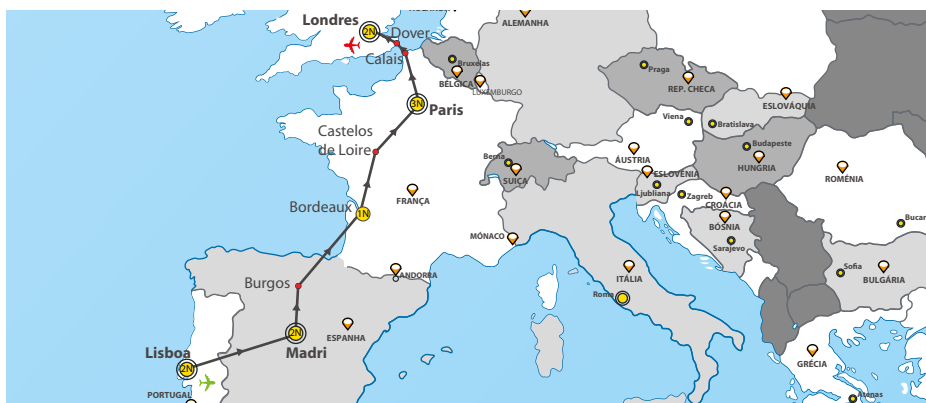 ALEMANHA
Londres
2N
Dover
Calais
Bruxelas
BÉLGICA
LUXEMBURGO
Praga
REP. CHECA
ESLOVÁQUIA
3N
Paris
Viena
Bratislava
Castelos
de Loire
Budapeste
HUNGRIA
Berna
SUIÇA
ÁUSTRIA
ESLOVÉNIA
Ljubliana
ROMÉNIA
FRANÇA
Zagreb
CROÁCIA
Bordeaux
1N
BÓSNIA
Bucar
MÓNACO
Sarajevo
ANDORRA
ITÁLIA
Sofia
BULGÁRIA
Burgos
Roma
2N
Madri
ESPANHA
Lisboa
2N
GRÉCIA
PORTUGAL
Atenas